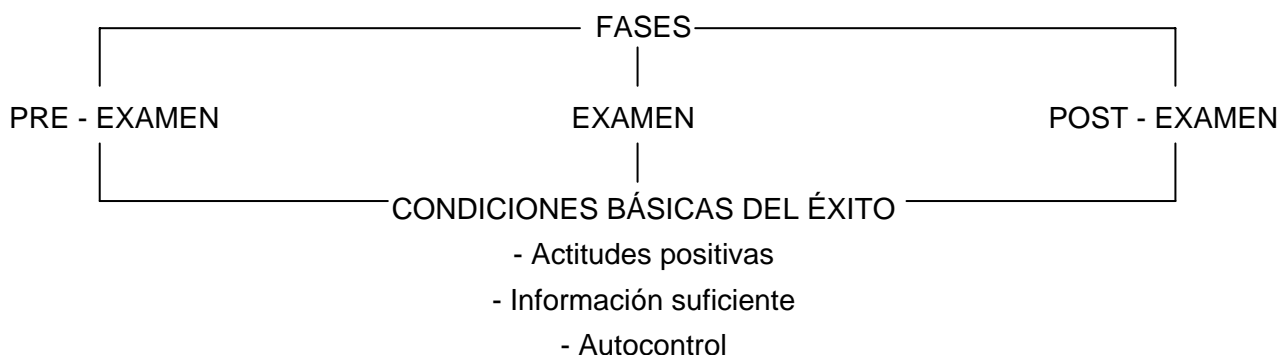 FASES
PRE - EXAMEN EXAMEN POST - EXAMEN
CONDICIONES BÁSICAS DEL ÉXITO
- Actitudes positivas
- Información suficiente
- Autocontrol